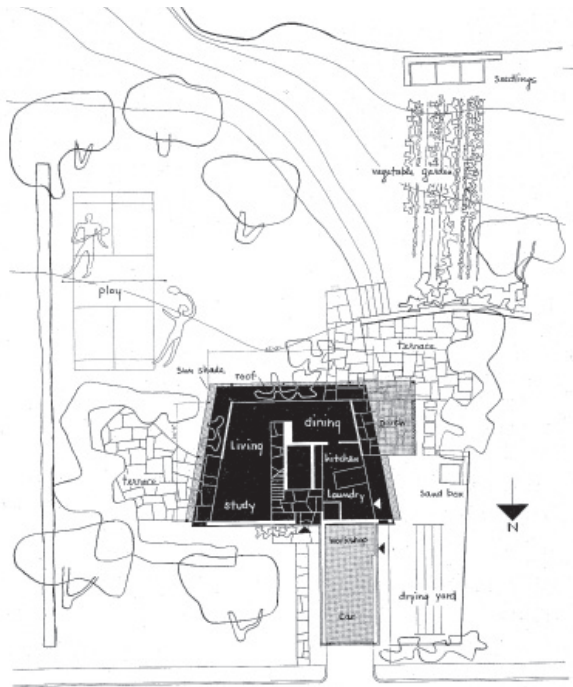 seedlings
vegetable garden
play
terrace
sun shade
roof
dining
porch
living
kitchen
terrace
laundry
study
sand box
N
workshop
drying yard
car